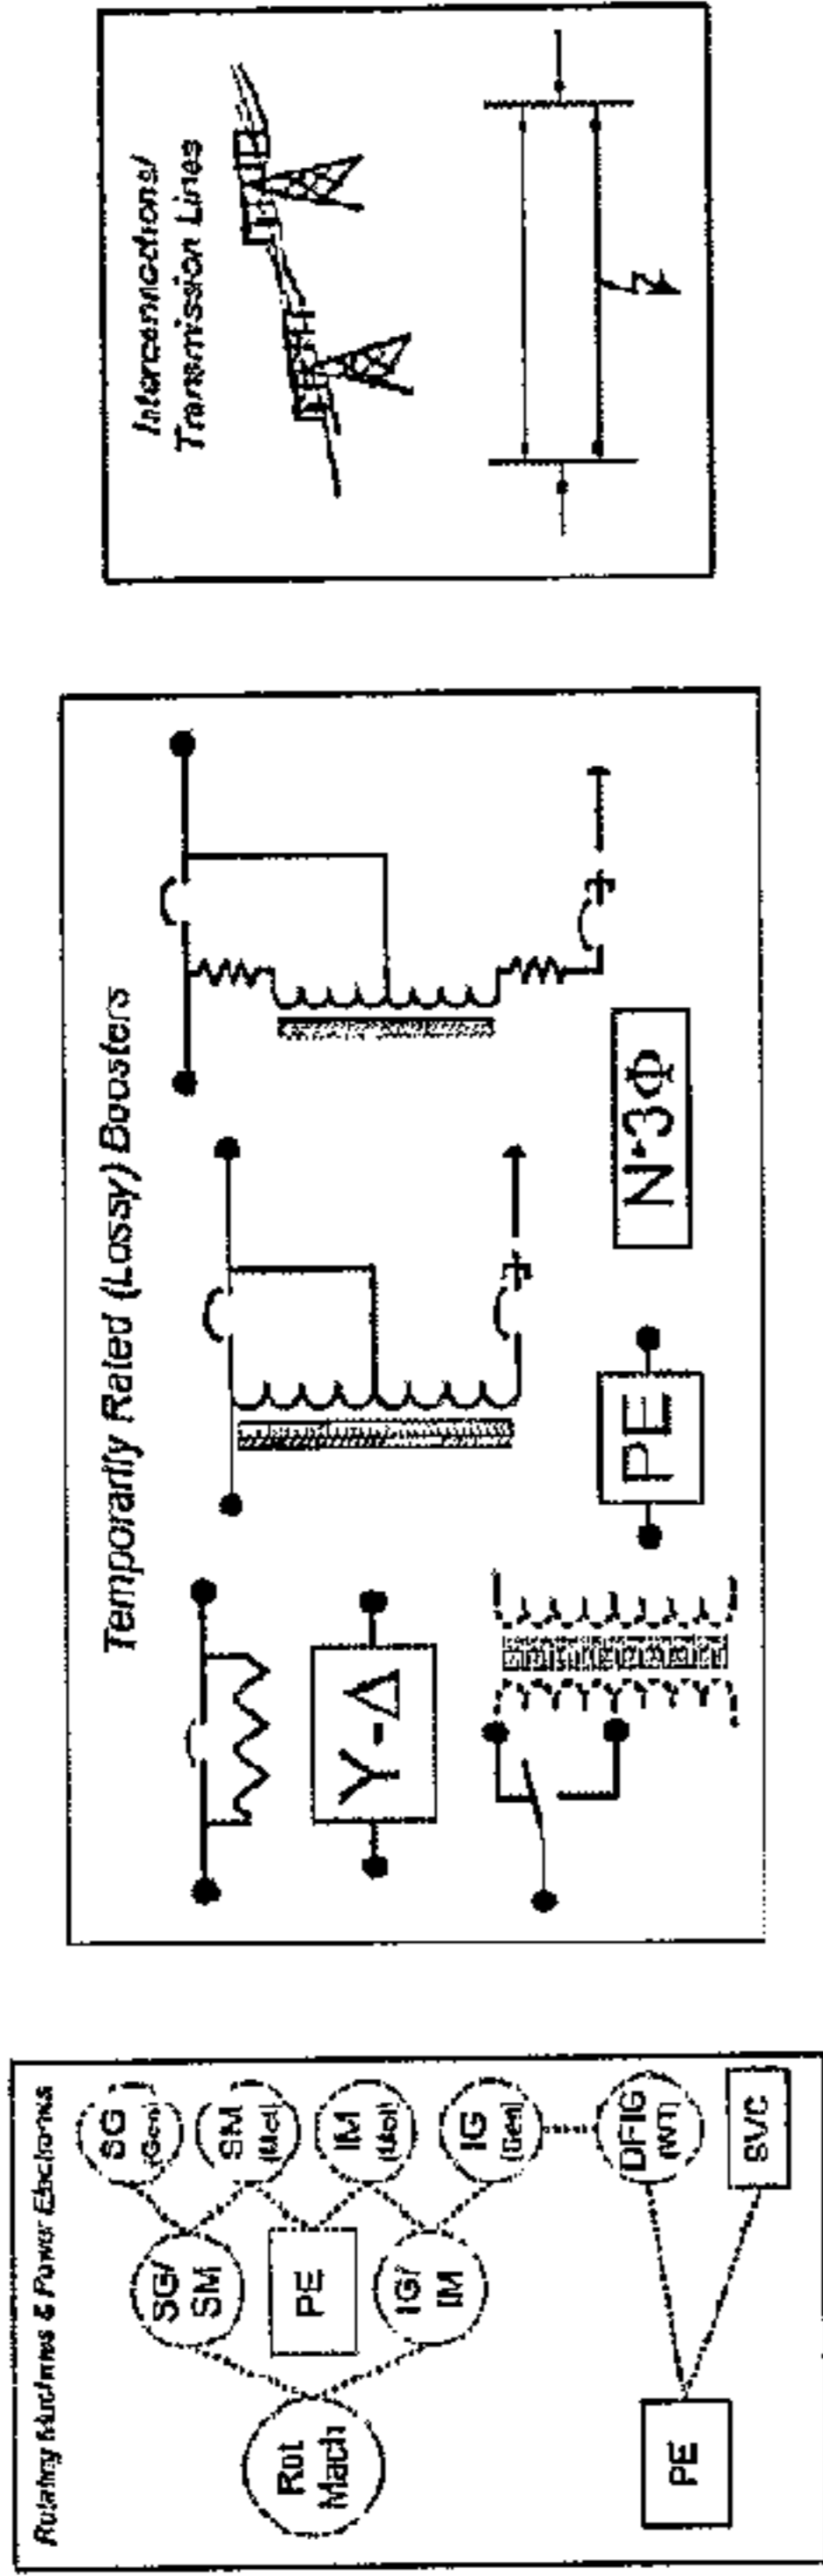 Rotating Machines & Power Electronics
Rot
Mach
SG/
SM
PE
IG/
IM
SG
(Gen)
SM
(Mot)
IM
(Mot)
IG
(Gen)
DFIG
(WT)
PE
SVC
Temporarily Rated (Lossy) Boosters
Y-Δ
PE
N·3Φ
Interconnections/
Transmission Lines